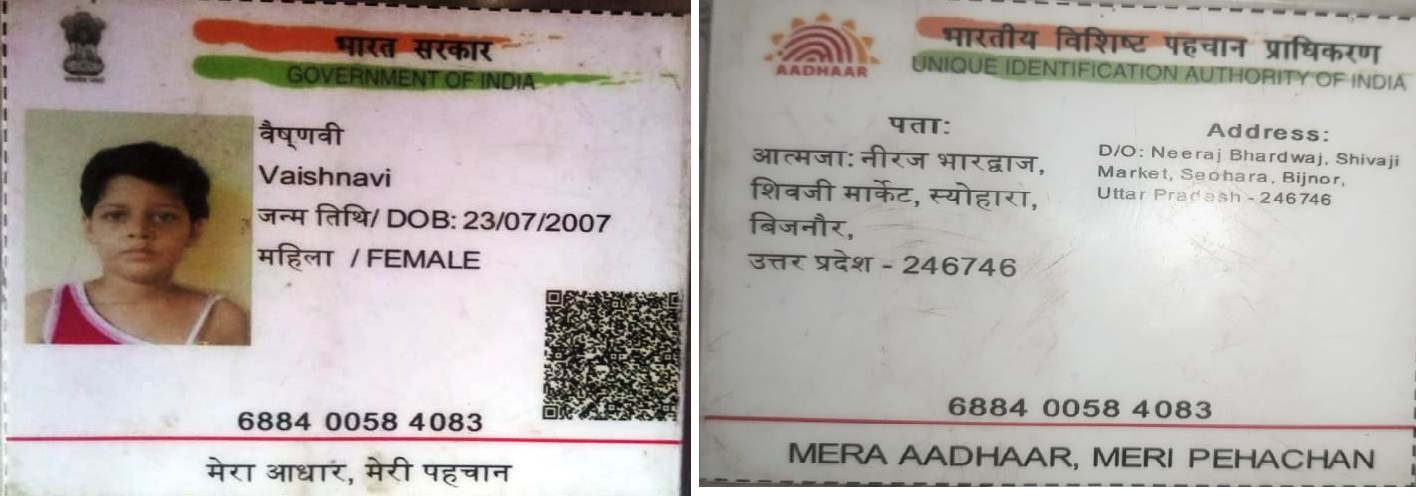 भारत सरकार
GOVERNMENT OF INDIA
वैष्णवी
Vaishnavi
जन्म तिथि/ DOB: 23/07/2007
महिला / FEMALE
6884 0058 4083
मेरा आधार, मेरी पहचान
AADHAAR
भारतीय विशिष्ट पहचान प्राधिकरण
UNIQUE IDENTIFICATION AUTHORITY OF INDIA
पता:
आत्मजा: नीरज भारद्वाज,
शिवजी मार्केट, स्योहारा,
बिजनौर,
उत्तर प्रदेश - 246746
Address:
D/O: Neeraj Bhardwaj, Shivaji
Market, Seohara, Bijnor,
Uttar Pradesh - 246746
6884 0058 4083
MERA AADHAAR, MERI PEHACHAN